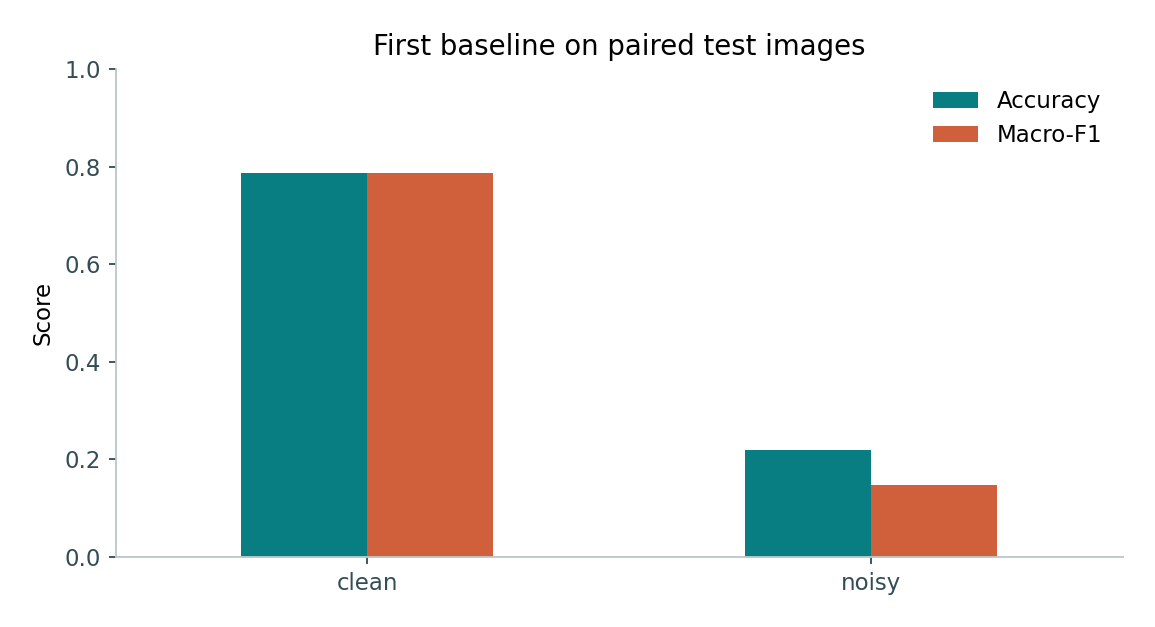 First baseline on paired test images
Accuracy
Macro-F1
Score
1.0
0.8
0.6
0.4
0.2
0.0
clean
noisy